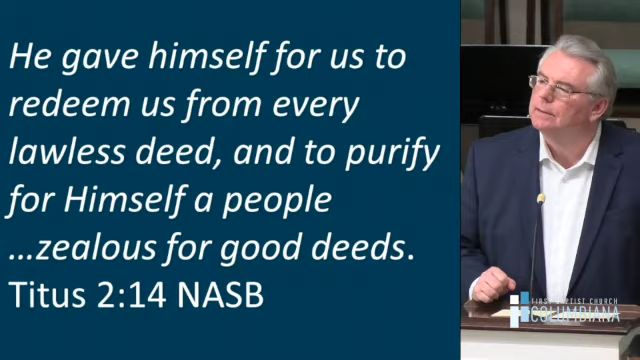 He gave himself for us to
redeem us from every
lawless deed, and to purify
for Himself a people
…zealous for good deeds.
Titus 2:14 NASB
FIRST BAPTIST CHURCH
COLUMBIANA